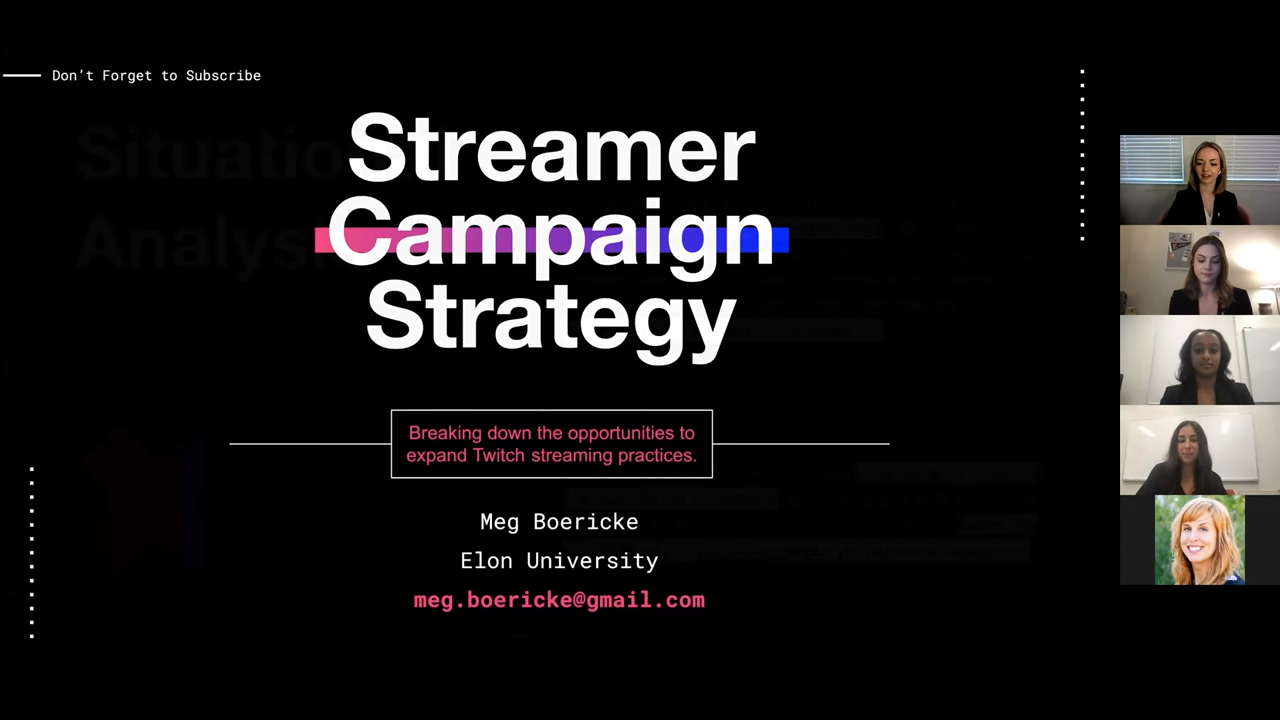 Don't Forget to Subscribe
Streamer
Campaign
Strategy
Breaking down the opportunities to
expand Twitch streaming practices.
Meg Boericke
Elon University
meg.boericke@gmail.com